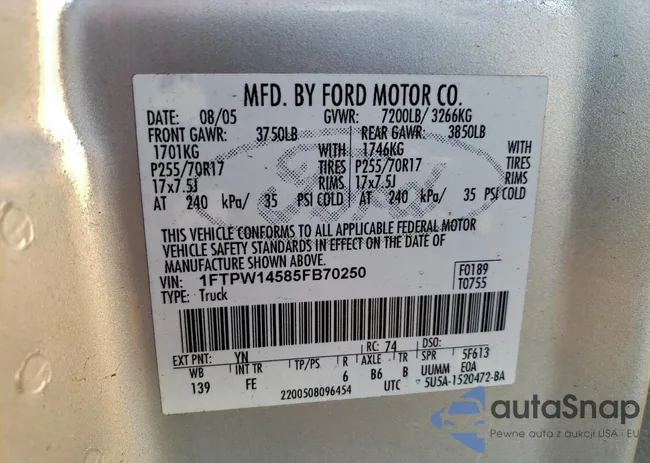 MFD. BY FORD MOTOR CO.
DATE: 08/05 GVWR: 7200LB/ 3266KG
FRONT GAWR: 3750LB REAR GAWR: 3850LB
1701KG WITH 1746KG WITH
P255/70R17 TIRES P255/70R17 TIRES
17x7.5J RIMS 17x7.5J RIMS
AT 240 kPa/ 35 PSI COLD AT 240 kPa/ 35 PSI COLD
Ford
THIS VEHICLE CONFORMS TO ALL APPLICABLE FEDERAL MOTOR
VEHICLE SAFETY STANDARDS IN EFFECT ON THE DATE OF
MANUFACTURE SHOWN ABOVE.
VIN: 1FTPW14585FB70250 F0189
TYPE: Truck T0755
EXT PNT: YN RC: 74 DSO:
WB INT TR TP/PS R AXLE TR SPR 5F613
139 FE 6 B6 B UUMM EOA
2200508096454 UTC 5U5A-1520472-BA
autaSnap
Pewne auta z aukcji USA i EU